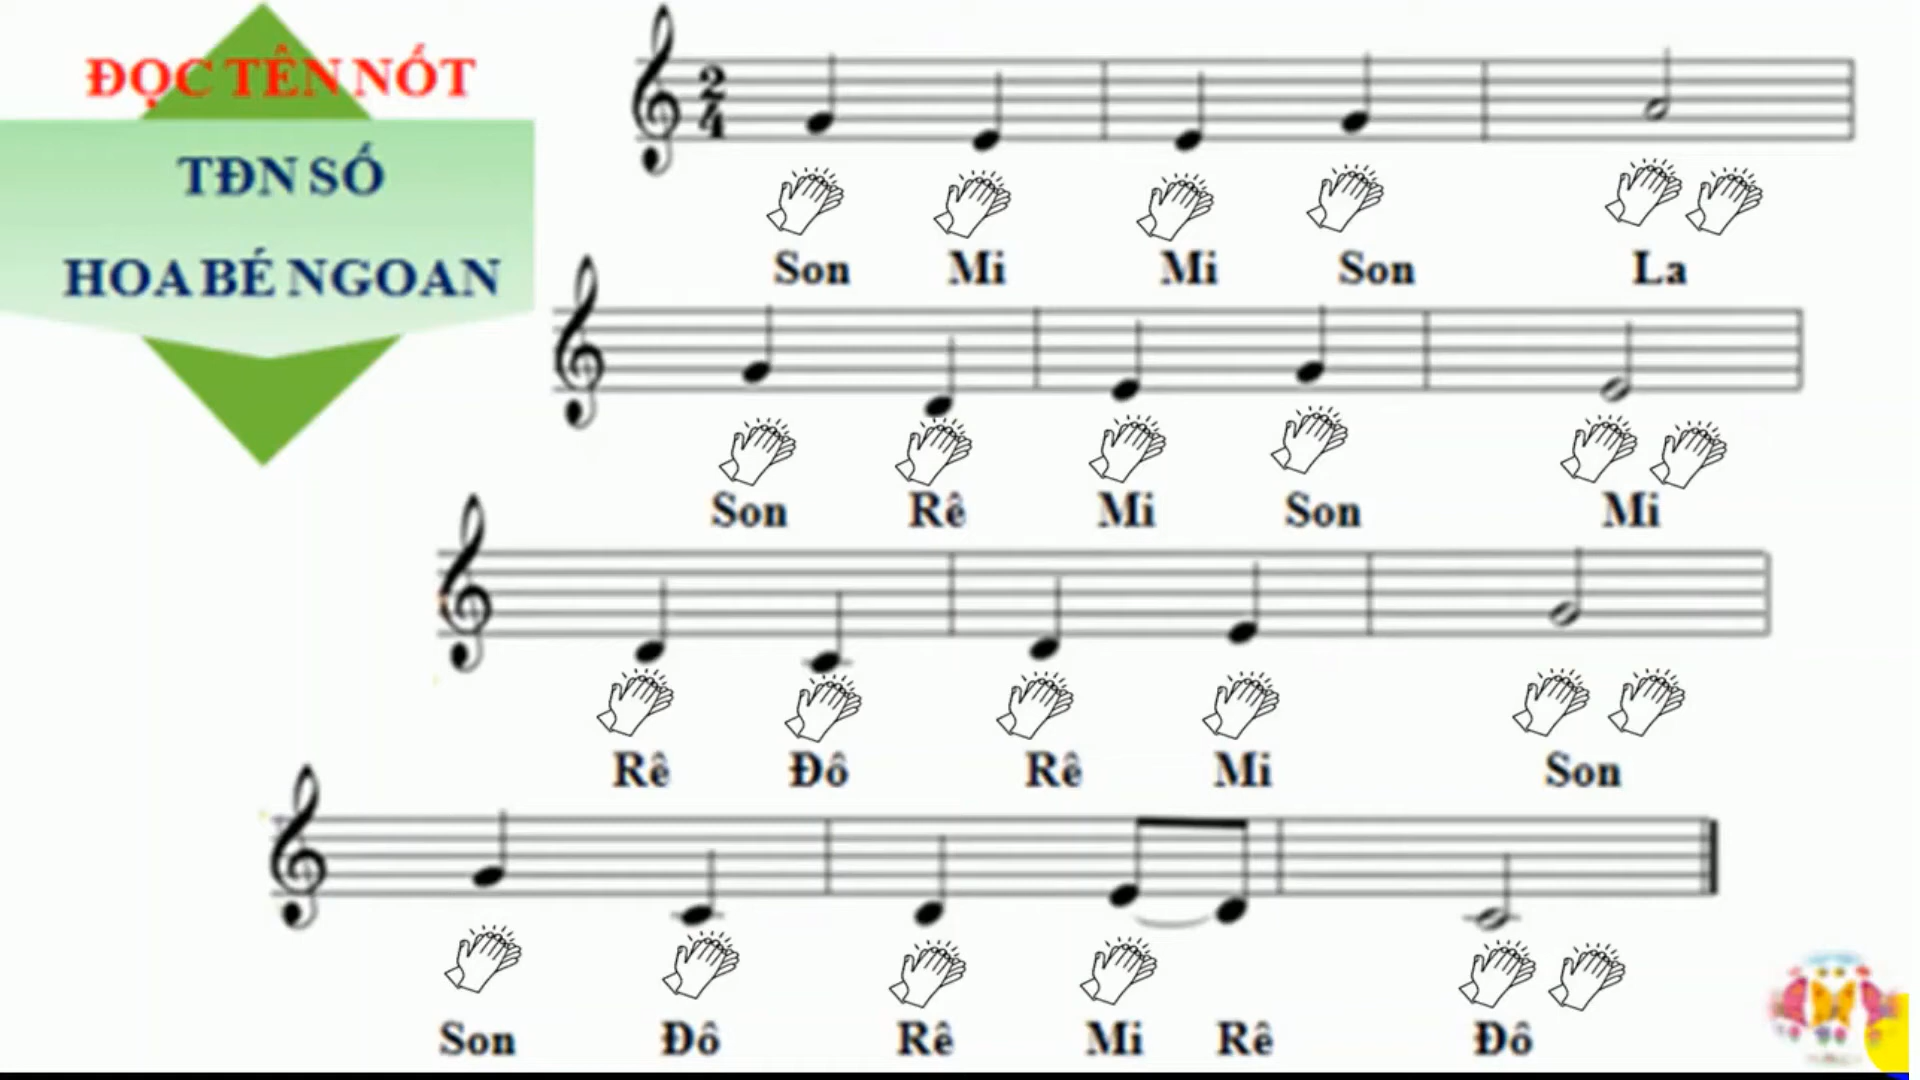 ĐỌC TÊN NỐT
TĐN SỐ
HOA BÉ NGOAN
2
4
Son Mi Mi Son La
Son Rê Mi Son Mi
Rê Đô Rê Mi Son
Son Đô Rê Mi Rê Đô